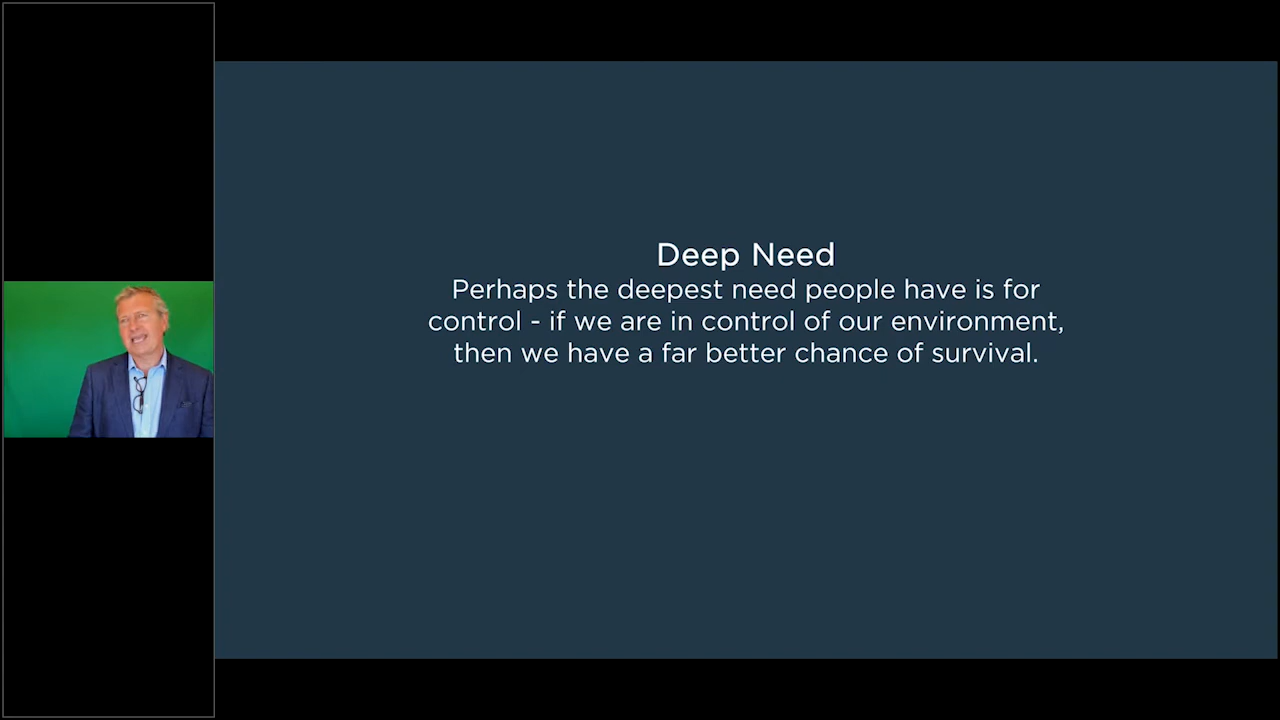 Deep Need
Perhaps the deepest need people have is for
control - if we are in control of our environment,
then we have a far better chance of survival.